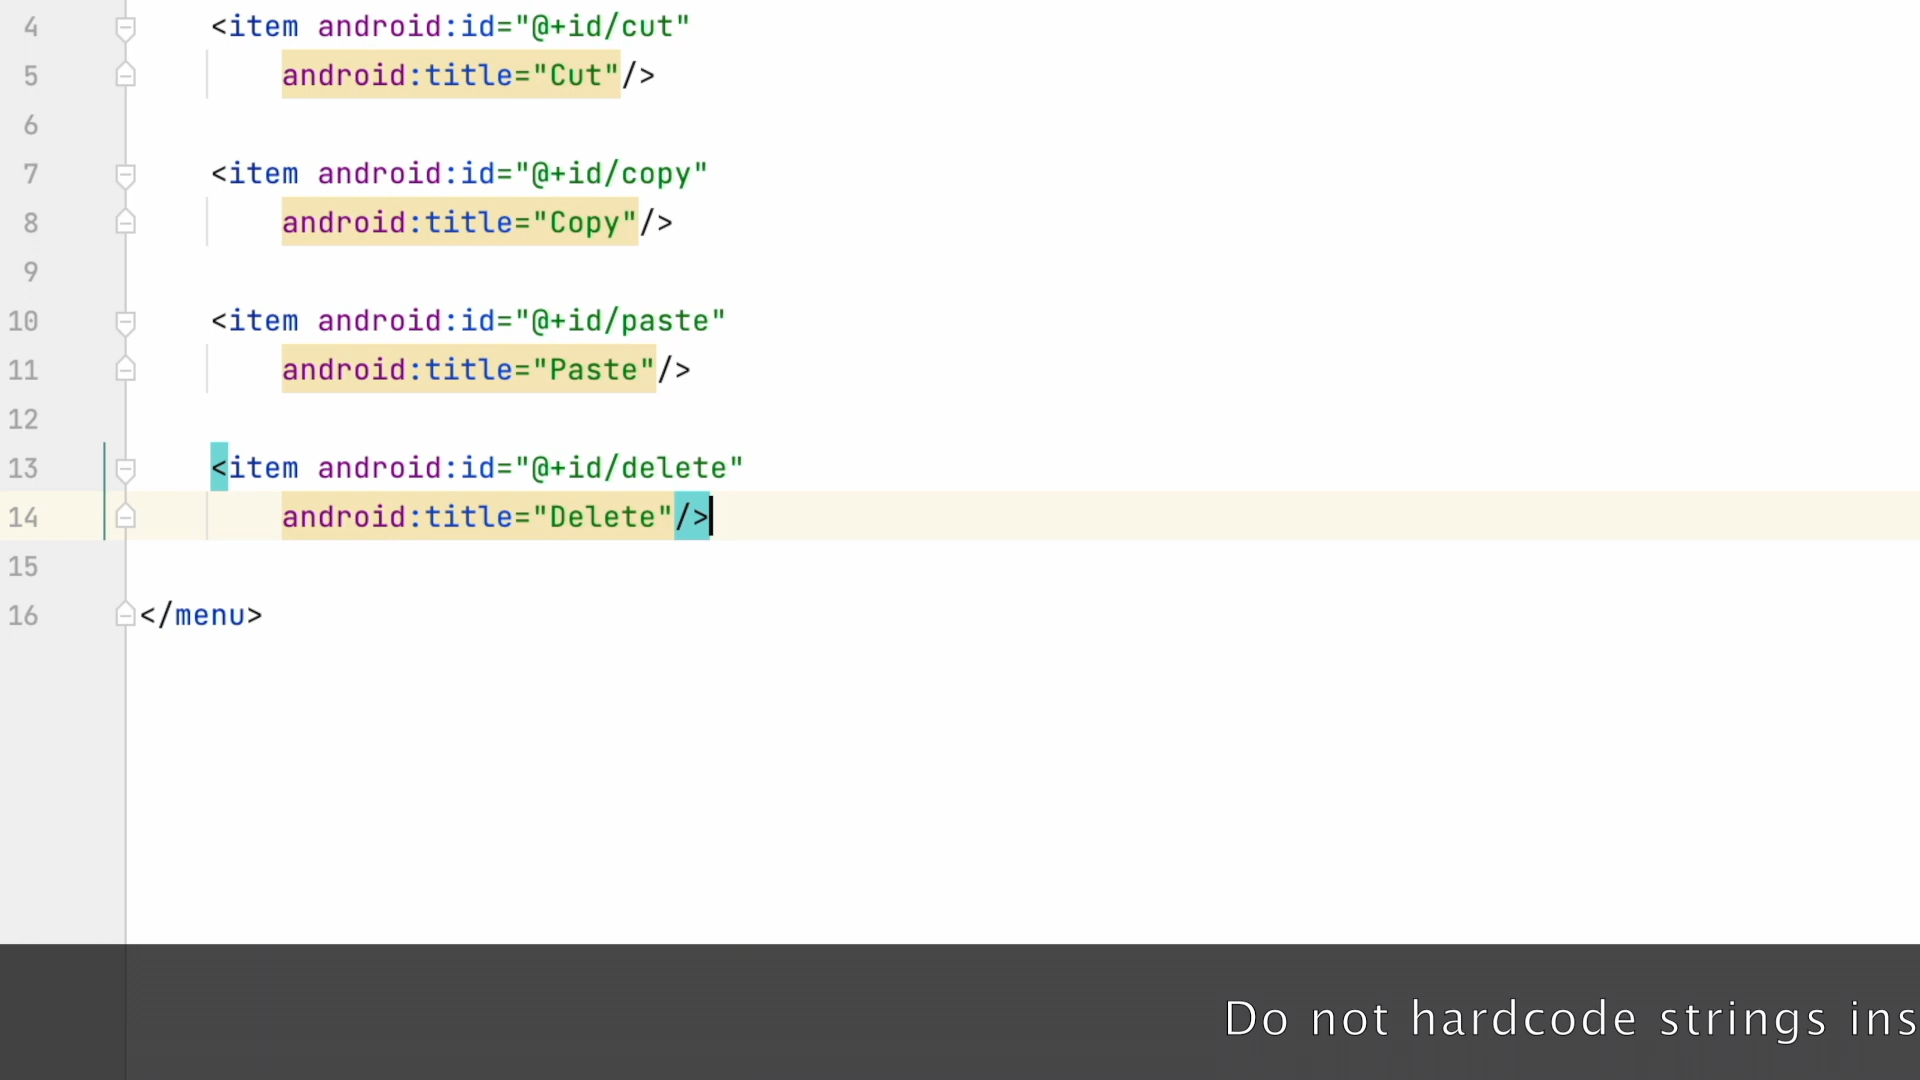 4 <item android:id="@+id/cut"
5 android:title="Cut"/>
6
7 <item android:id="@+id/copy"
8 android:title="Copy"/>
9
10 <item android:id="@+id/paste"
11 android:title="Paste"/>
12
13 <item android:id="@+id/delete"
14 android:title="Delete"/>
15
16 </menu>
Do not hardcode strings ins